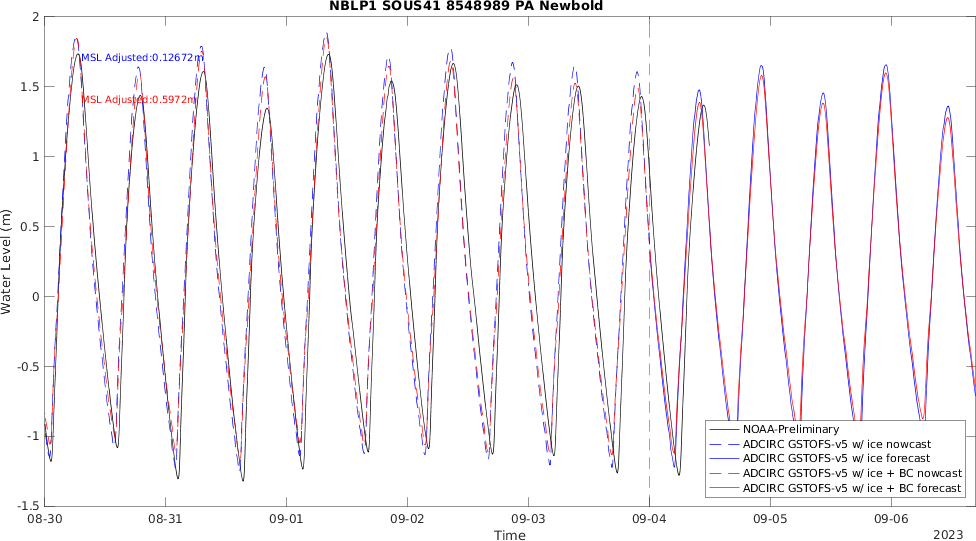 NBLP1 SOUS41 8548989 PA Newbold
2
1.5
1
0.5
0
-0.5
-1
-1.5
Water Level (m)
MSL Adjusted:0.12672m
MSL Adjusted:0.5972m
NOAA-Preliminary
ADCIRC GSTOFS-v5 w/ ice nowcast
ADCIRC GSTOFS-v5 w/ ice forecast
ADCIRC GSTOFS-v5 w/ ice + BC nowcast
ADCIRC GSTOFS-v5 w/ ice + BC forecast
08-30 08-31 09-01 09-02 09-03 09-04 09-05 09-06
Time
2023